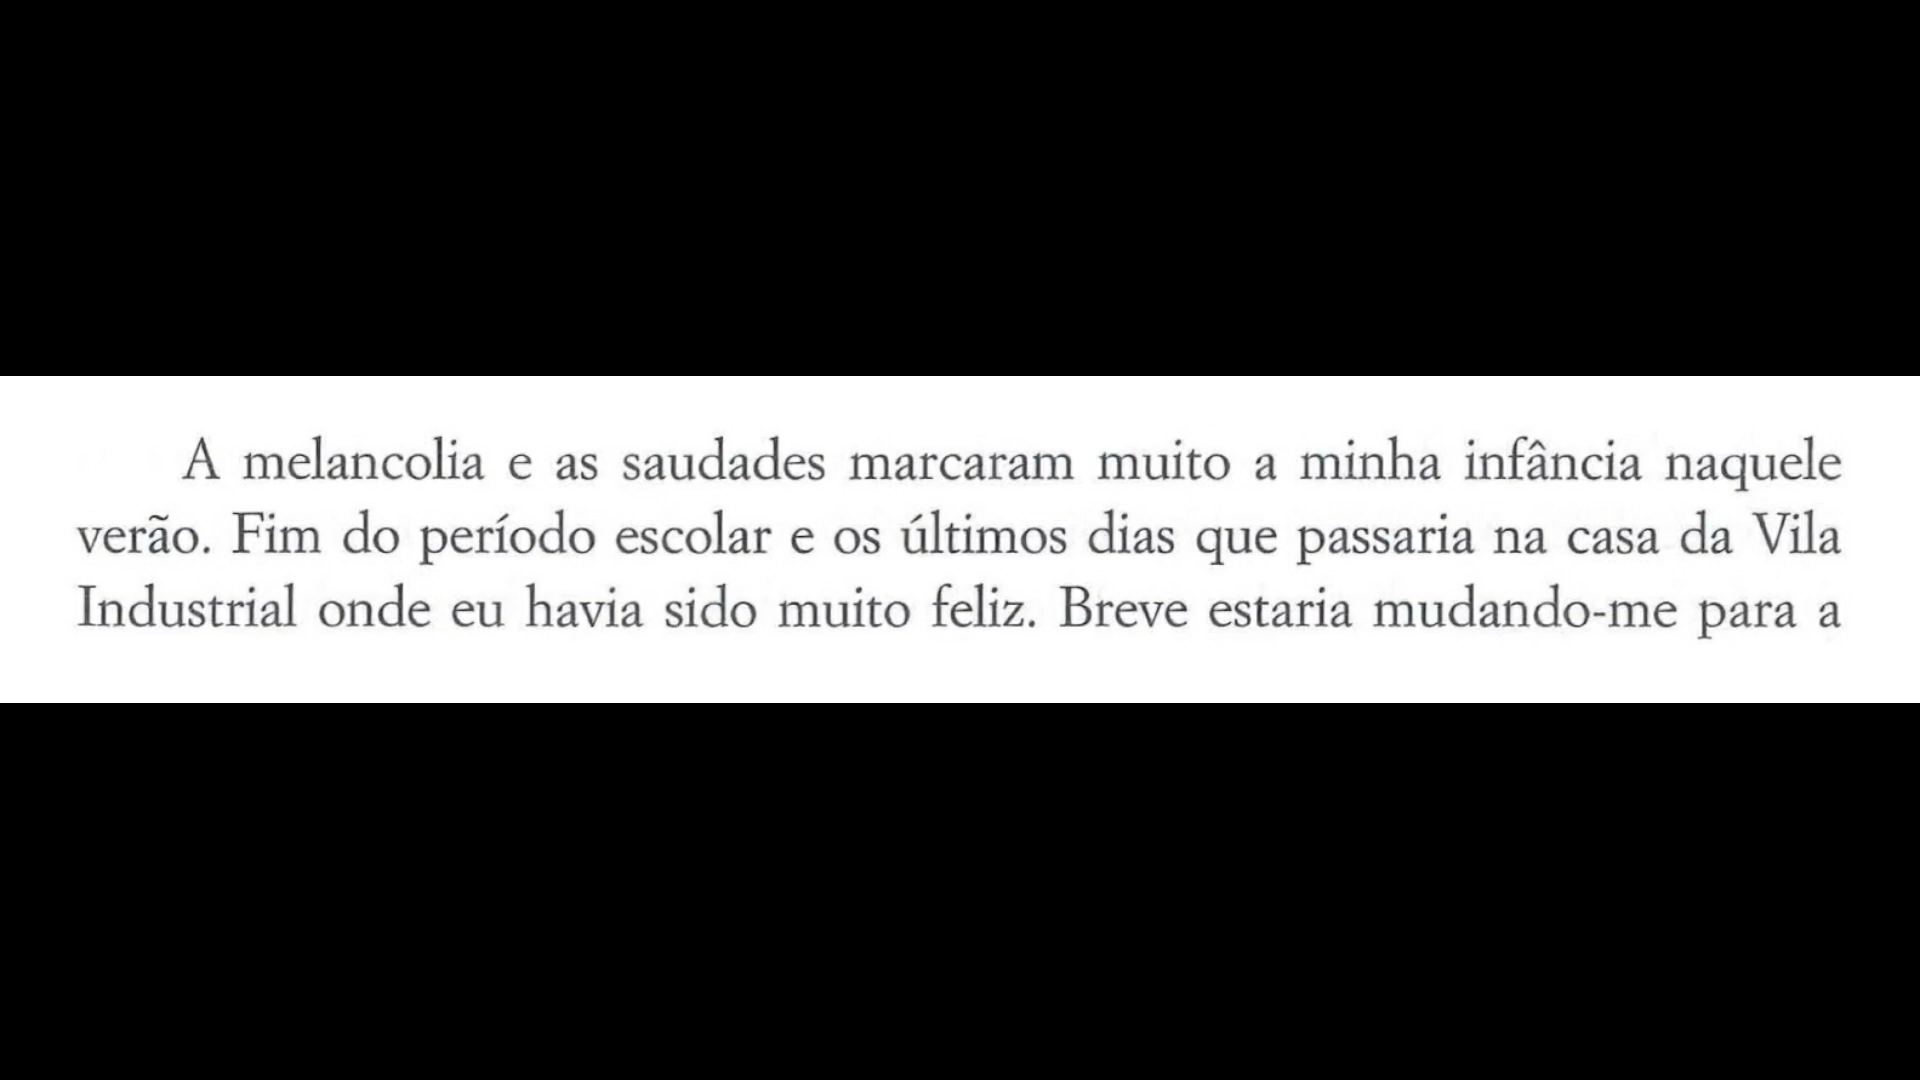 A melancolia e as saudades marcaram muito a minha infância naquele
verão. Fim do período escolar e os últimos dias que passaria na casa da Vila
Industrial onde eu havia sido muito feliz. Breve estaria mudando-me para a